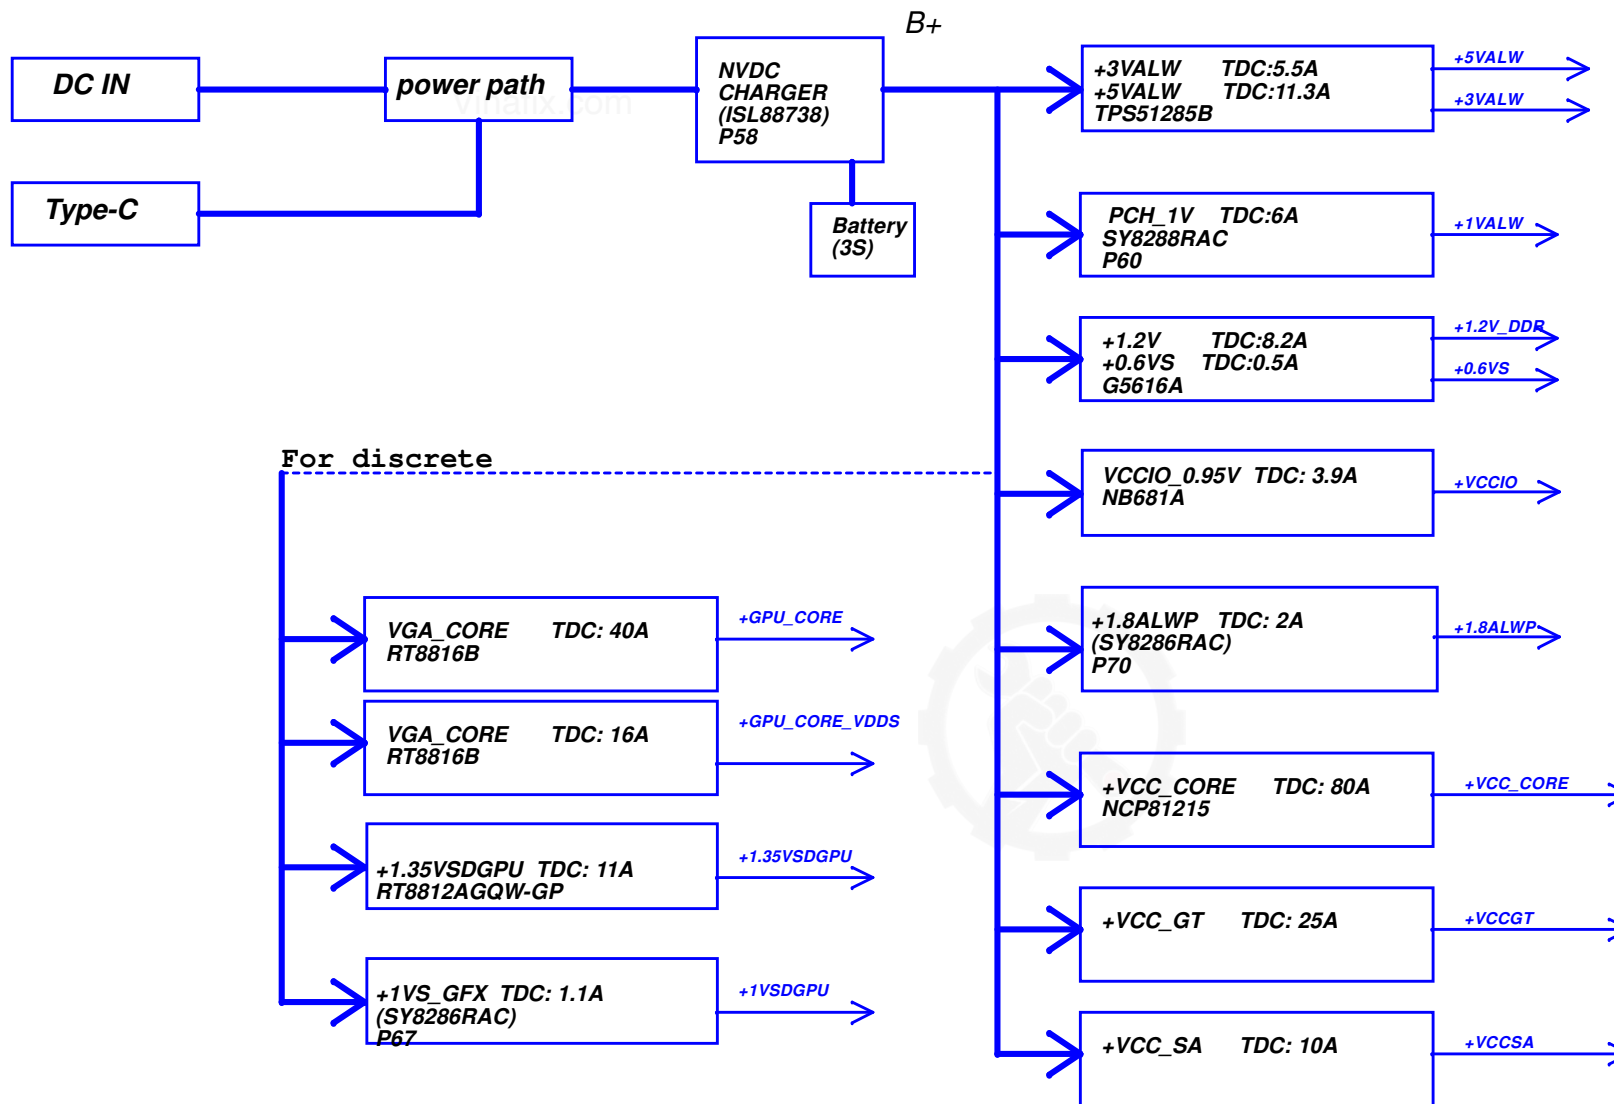 B+
DC IN
power path
Vinafix.com
NVDC
CHARGER
(ISL88738)
P58
Type-C
Battery
(3S)
+3VALW TDC:5.5A
+5VALW TDC:11.3A
TPS51285B
+5VALW
+3VALW
PCH_1V TDC:6A
SY8288RAC
P60
+1VALW
+1.2V TDC:8.2A
+0.6VS TDC:0.5A
G5616A
+1.2V_DDR
+0.6VS
For discrete
VCCIO_0.95V TDC: 3.9A
NB681A
+VCCIO
+1.8ALWP TDC: 2A
(SY8286RAC)
P70
+1.8ALWP
VGA_CORE TDC: 40A
RT8816B
+GPU_CORE
VGA_CORE TDC: 16A
RT8816B
+GPU_CORE_VDDS
+VCC_CORE TDC: 80A
NCP81215
+VCC_CORE
+1.35VSDGPU TDC: 11A
RT8812AGQW-GP
+1.35VSDGPU
+VCC_GT TDC: 25A
+VCCGT
+1VS_GFX TDC: 1.1A
(SY8286RAC)
P67
+1VSDGPU
+VCC_SA TDC: 10A
+VCCSA